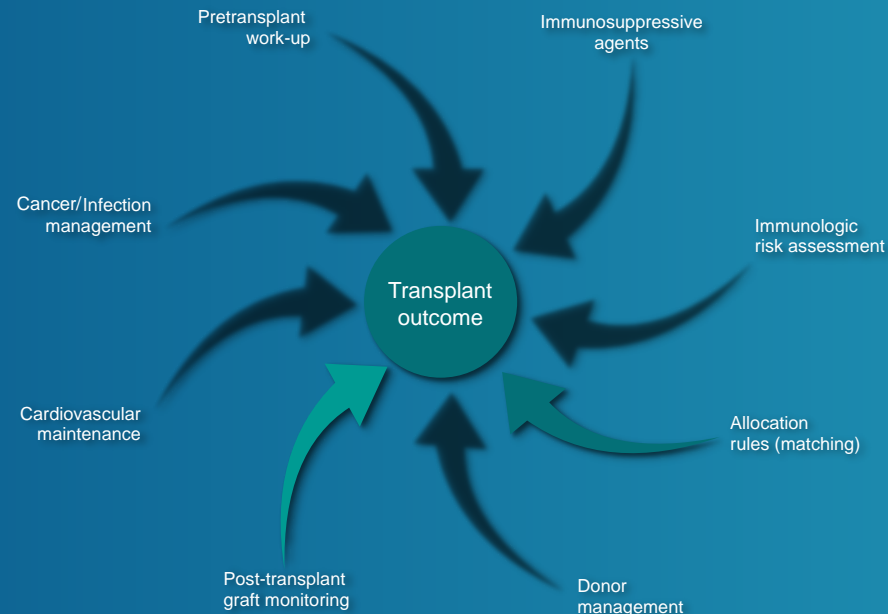 Pretransplant
work-up
Immunosuppressive
agents
Cancer/Infection
management
Immunologic
risk assessment
Transplant
outcome
Cardiovascular
maintenance
Allocation
rules (matching)
Post-transplant
graft monitoring
Donor
management